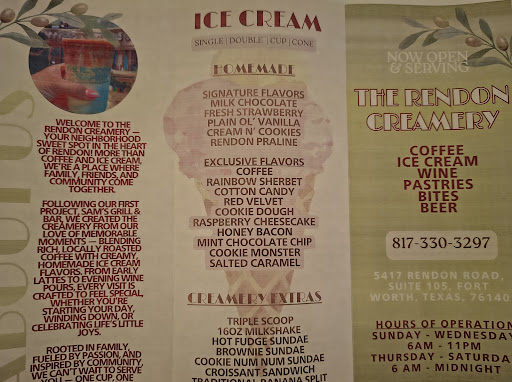 ABOUT US
WELCOME TO THE
RENDON CREAMERY —
YOUR NEIGHBORHOOD
SWEET SPOT IN THE HEART
OF RENDON! MORE THAN
COFFEE AND ICE CREAM,
WE'RE A PLACE WHERE
FAMILY, FRIENDS, AND
COMMUNITY COME
TOGETHER.
FOLLOWING OUR FIRST
PROJECT, SAM'S GRILL &
BAR, WE CREATED THE
CREAMERY FROM OUR
LOVE OF MEMORABLE
MOMENTS — BLENDING
RICH, LOCALLY ROASTED
COFFEE WITH CREAMY,
HOMEMADE ICE CREAM
FLAVORS. FROM EARLY
LATTES TO EVENING WINE
POURS, EVERY VISIT IS
CRAFTED TO FEEL SPECIAL,
WHETHER YOU'RE
STARTING YOUR DAY,
WINDING DOWN, OR
CELEBRATING LIFE'S LITTLE
JOYS.
ROOTED IN FAMILY,
FUELED BY PASSION, AND
INSPIRED BY COMMUNITY,
WE CAN'T WAIT TO SERVE
YOU — ONE CUP, ONE
ICE CREAM
SINGLE | DOUBLE | CUP | CONE
HOMEMADE
SIGNATURE FLAVORS
MILK CHOCOLATE
FRESH STRAWBERRY
PLAIN OL' VANILLA
CREAM N' COOKIES
RENDON PRALINE
EXCLUSIVE FLAVORS
COFFEE
RAINBOW SHERBET
COTTON CANDY
RED VELVET
COOKIE DOUGH
RASPBERRY CHEESECAKE
HONEY BACON
MINT CHOCOLATE CHIP
COOKIE MONSTER
SALTED CARAMEL
CREAMERY EXTRAS
TRIPLE SCOOP
16OZ MILKSHAKE
HOT FUDGE SUNDAE
BROWNIE SUNDAE
COOKIE NUM NUM SUNDAE
CROISSANT SANDWICH
TRADITIONAL BANANA SPLIT
NOW OPEN
& SERVING
THE RENDON
CREAMERY
COFFEE
ICE CREAM
WINE
PASTRIES
BITES
BEER
817-330-3297
5417 RENDON ROAD,
SUITE 105, FORT
WORTH, TEXAS, 76140
HOURS OF OPERATION
SUNDAY - WEDNESDAY
6AM - 11PM
THURSDAY - SATURDA
6 AM - MIDNIGHT